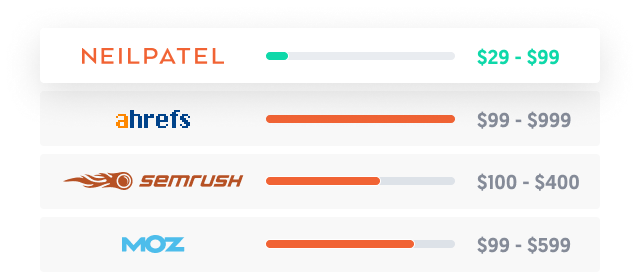 NEILPATEL $29 - $99
ahrefs $99 - $999
semrush $100 - $400
MOZ $99 - $599